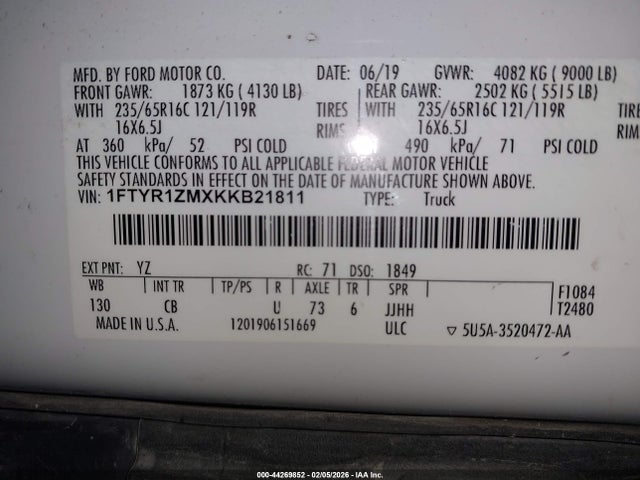 MFD. BY FORD MOTOR CO. DATE: 06/19 GVWR: 4082 KG ( 9000 LB)
FRONT GAWR: 1873 KG ( 4130 LB) REAR GAWR: 2502 KG ( 5515 LB)
WITH 235/65R16C 121/119R TIRES WITH 235/65R16C 121/119R TIRES
16X6.5J RIMS 16X6.5J RIMS
AT 360 kPa/ 52 PSI COLD AT 490 kPa/ 71 PSI COLD
THIS VEHICLE CONFORMS TO ALL APPLICABLE FEDERAL MOTOR VEHICLE
SAFETY STANDARDS IN EFFECT ON THE DATE OF MANUFACTURE SHOWN ABOVE.
VIN: 1FTYR1ZMXKKB21811 TYPE: Truck
EXT PNT: YZ RC: 71 DSO: 1849
WB INT TR TP/PS R AXLE TR SPR F1084
130 CB U 73 6 JJHH T2480
MADE IN U.S.A. 1201906151669 ULC ▽ 5U5A-3520472-AA
000-44269852 - 02/05/2026 - IAA Inc.